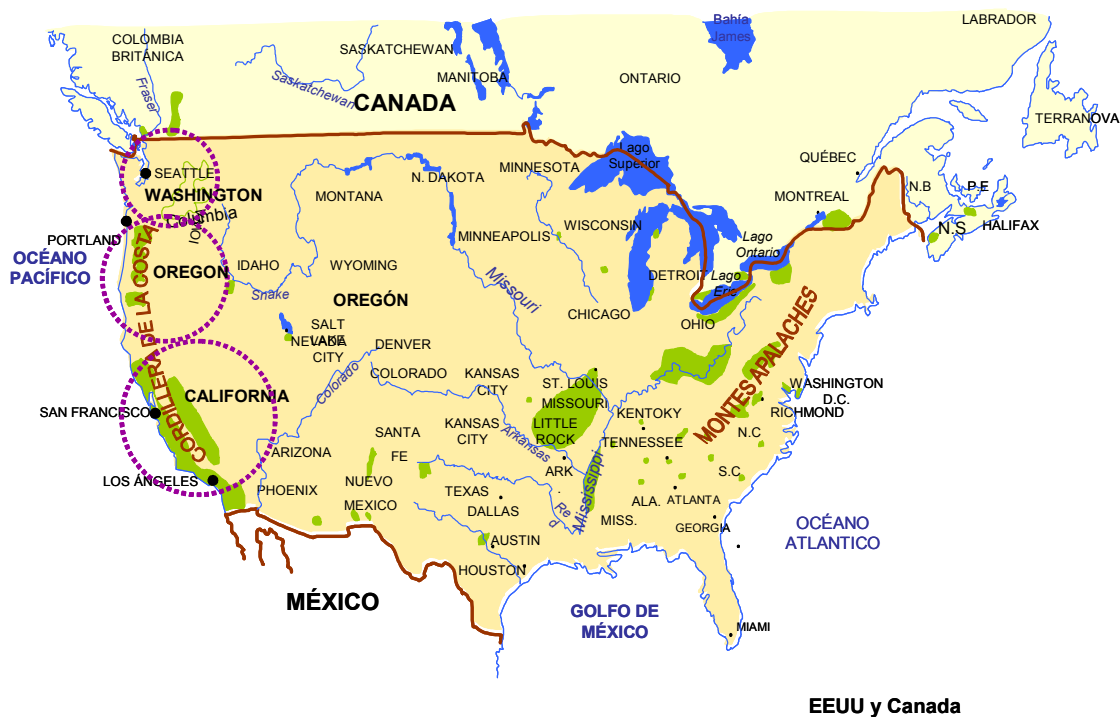 Bahía
James
LABRADOR
COLOMBIA
BRITÁNICA
SASKATCHEWAN
MANITOBA
ONTARIO
Saskatchewan
Fraser
CANADA
TERRANOVA
QUÉBEC
Lago
Superior
MINNESOTA
SEATTLE
N. DAKOTA
WASHINGTON
MONTANA
MONTREAL
N.B
P.E
Columbia
WISCONSIN
MINNEAPOLIS
N.S
HALIFAX
PORTLAND
OCÉANO
PACÍFICO
Lago
Ontario
OREGON
IDAHO
WYOMING
DETROIT
Lago
Erie
Missouri
Snake
OREGÓN
CORDILLERA DE LA COSTA
CHICAGO
OHIO
MONTES APALACHES
SALT
LAKE
CITY
NEVADA
DENVER
COLORADO
Colorado
KANSAS
CITY
ST. LOUIS
MISSOURI
WASHINGTON
D.C.
CALIFORNIA
SAN FRANCISCO
KENTOKY
RICHMOND
LITTLE
ROCK
KANSAS
CITY
Arkansas
SANTA
FE
TENNESSEE
N.C
ARIZONA
ARK
S.C
LOS ÁNGELES
PHOENIX
NUEVO
MEXICO
TEXAS
DALLAS
Re
d
Mississippi
MISS.
ALA.
ATLANTA
GEORGIA
OCÉANO
ATLANTICO
AUSTIN
HOUSTON
MÉXICO
GOLFO DE
MÉXICO
MIAMI
EEUU y Canada